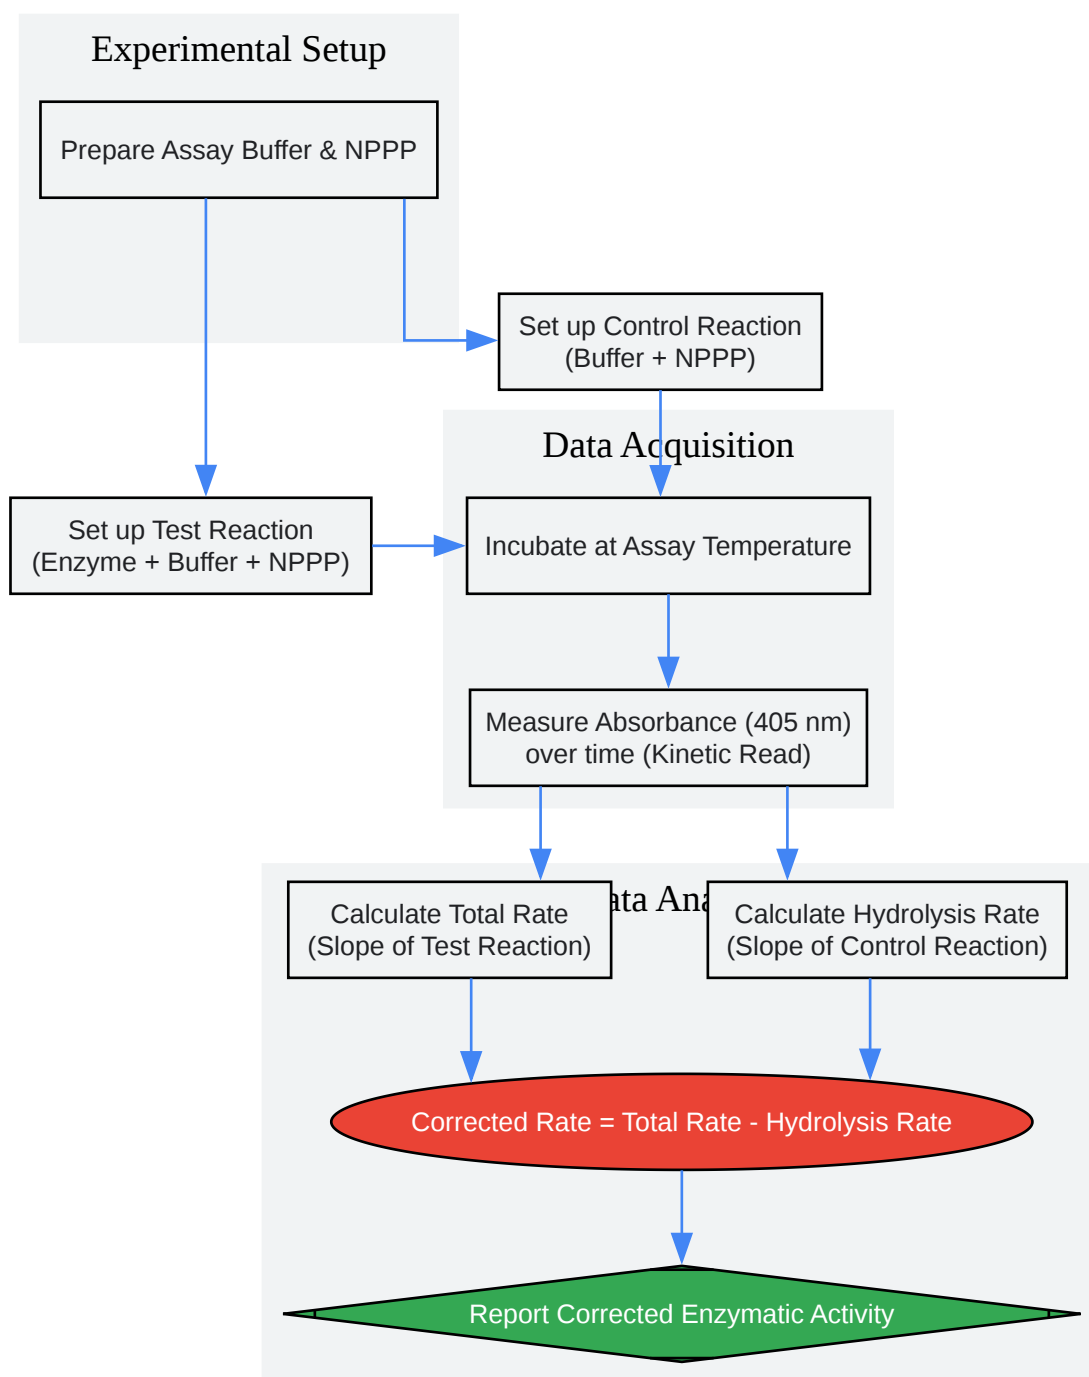 Experimental Setup
Prepare Assay Buffer & NPPP
Set up Control Reaction
(Buffer + NPPP)
Data Acquisition
Set up Test Reaction
(Enzyme + Buffer + NPPP)
Incubate at Assay Temperature
Measure Absorbance (405 nm)
over time (Kinetic Read)
Calculate Total Rate
(Slope of Test Reaction)
Calculate Hydrolysis Rate
(Slope of Control Reaction)
Corrected Rate = Total Rate - Hydrolysis Rate
Report Corrected Enzymatic Activity